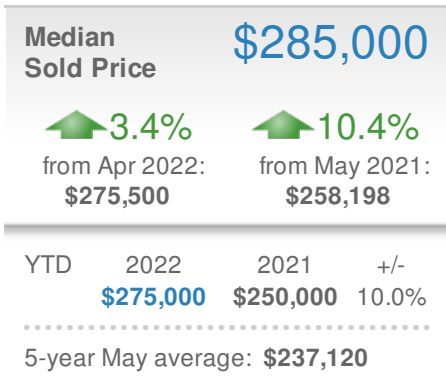 Median
Sold Price
$285,000
3.4%
from Apr 2022:
$275,500
10.4%
from May 2021:
$258,198
YTD 2022 2021 +/-
$275,000 $250,000 10.0%
5-year May average: $237,120